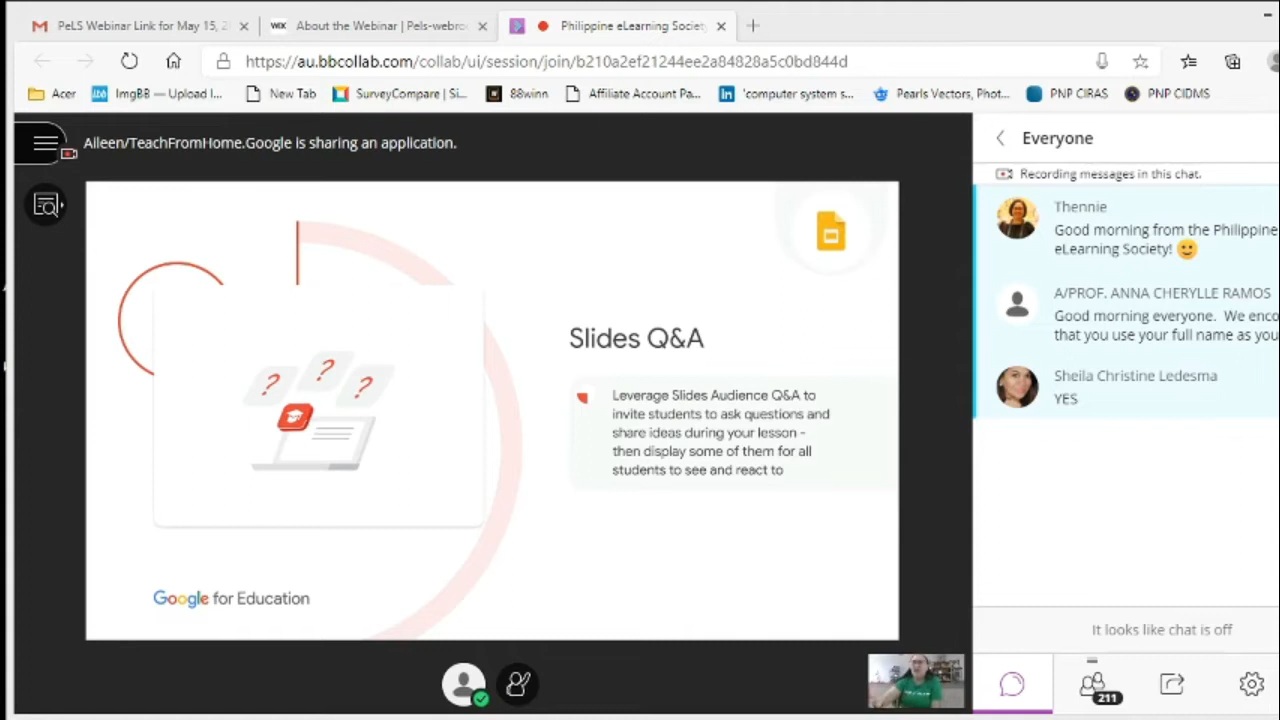 PeLS Webinar Link for May 15, 2
About the Webinar | Pels-webro
Philippine eLearning Society
https://au.bbcollab.com/collab/ui/session/join/b210a2ef21244ee2a84828a5c0bd844d
Acer
ImgBB — Upload I...
New Tab
SurveyCompare | Si...
88winn
Affiliate Account Pa...
'computer system s...
Pearls Vectors, Phot...
PNP CIRAS
PNP CIDMS
Aileen/TeachFromHome.Google is sharing an application.
Slides Q&A
Leverage Slides Audience Q&A to
invite students to ask questions and
share ideas during your lesson -
then display some of them for all
students to see and react to
? ? ?
Google for Education
Everyone
Recording messages in this chat.
Thennie
Good morning from the Philippine
eLearning Society!
A/PROF. ANNA CHERYLLE RAMOS
Good morning everyone. We enco
that you use your full name as you
Sheila Christine Ledesma
YES
It looks like chat is off
211